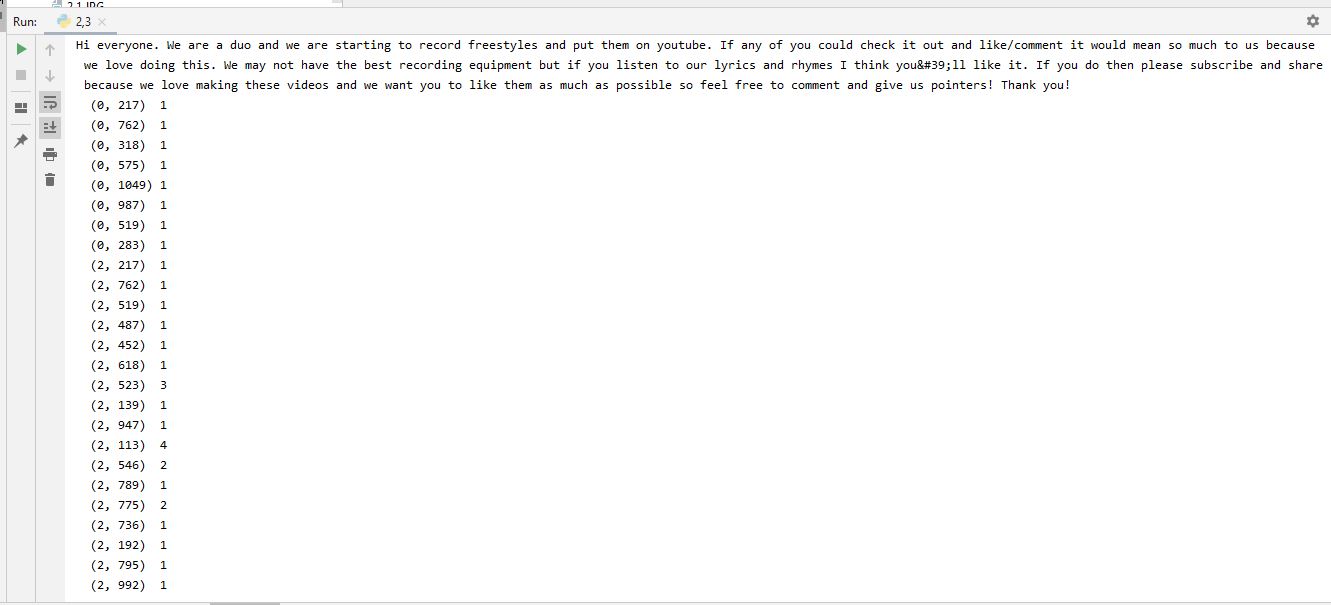 2.1.JPG
Run: 2,3
Hi everyone. We are a duo and we are starting to record freestyles and put them on youtube. If any of you could check it out and like/comment it would mean so much to us because
we love doing this. We may not have the best recording equipment but if you listen to our lyrics and rhymes I think you&#39;ll like it. If you do then please subscribe and share
because we love making these videos and we want you to like them as much as possible so feel free to comment and give us pointers! Thank you!
(0, 217) 1
(0, 762) 1
(0, 318) 1
(0, 575) 1
(0, 1049) 1
(0, 987) 1
(0, 519) 1
(0, 283) 1
(2, 217) 1
(2, 762) 1
(2, 519) 1
(2, 487) 1
(2, 452) 1
(2, 618) 1
(2, 523) 3
(2, 139) 1
(2, 947) 1
(2, 113) 4
(2, 546) 2
(2, 789) 1
(2, 775) 2
(2, 736) 1
(2, 192) 1
(2, 795) 1
(2, 992) 1